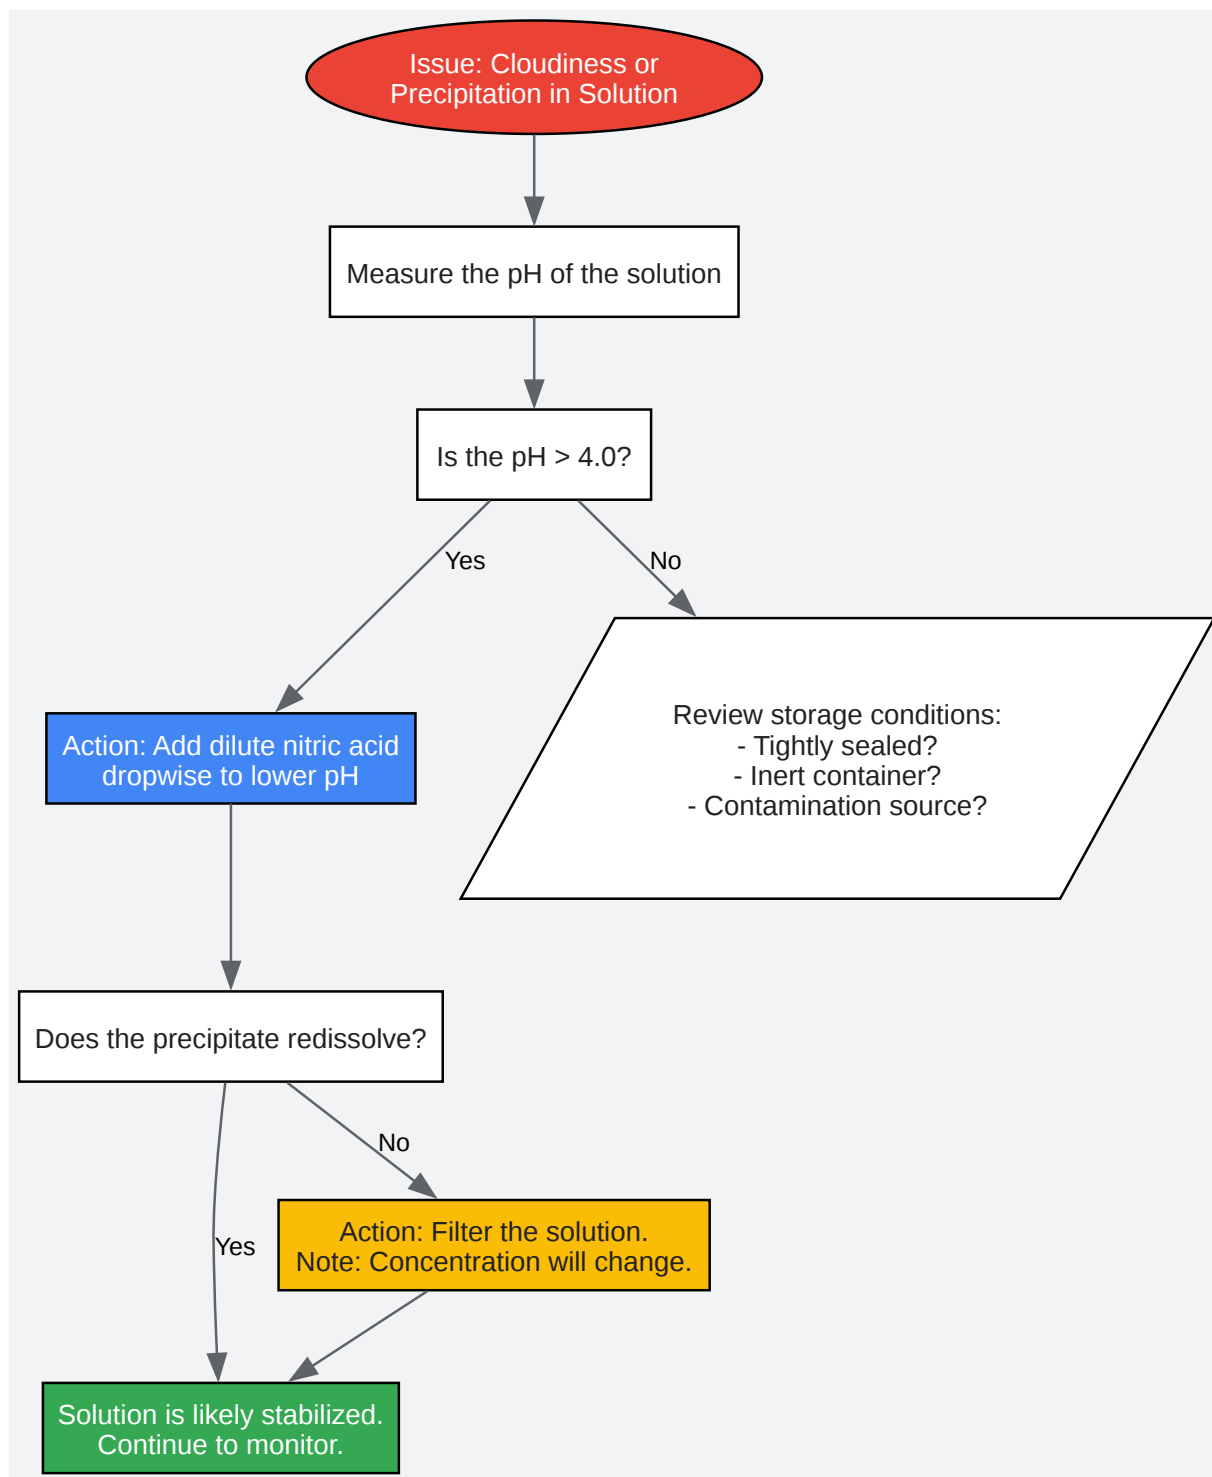 Issue: Cloudiness or
Precipitation in Solution
Measure the pH of the solution
Is the pH > 4.0?
Yes
No
Action: Add dilute nitric acid
dropwise to lower pH
Review storage conditions:
- Tightly sealed?
- Inert container?
- Contamination source?
Does the precipitate redissolve?
No
Yes
Action: Filter the solution.
Note: Concentration will change.
Solution is likely stabilized.
Continue to monitor.